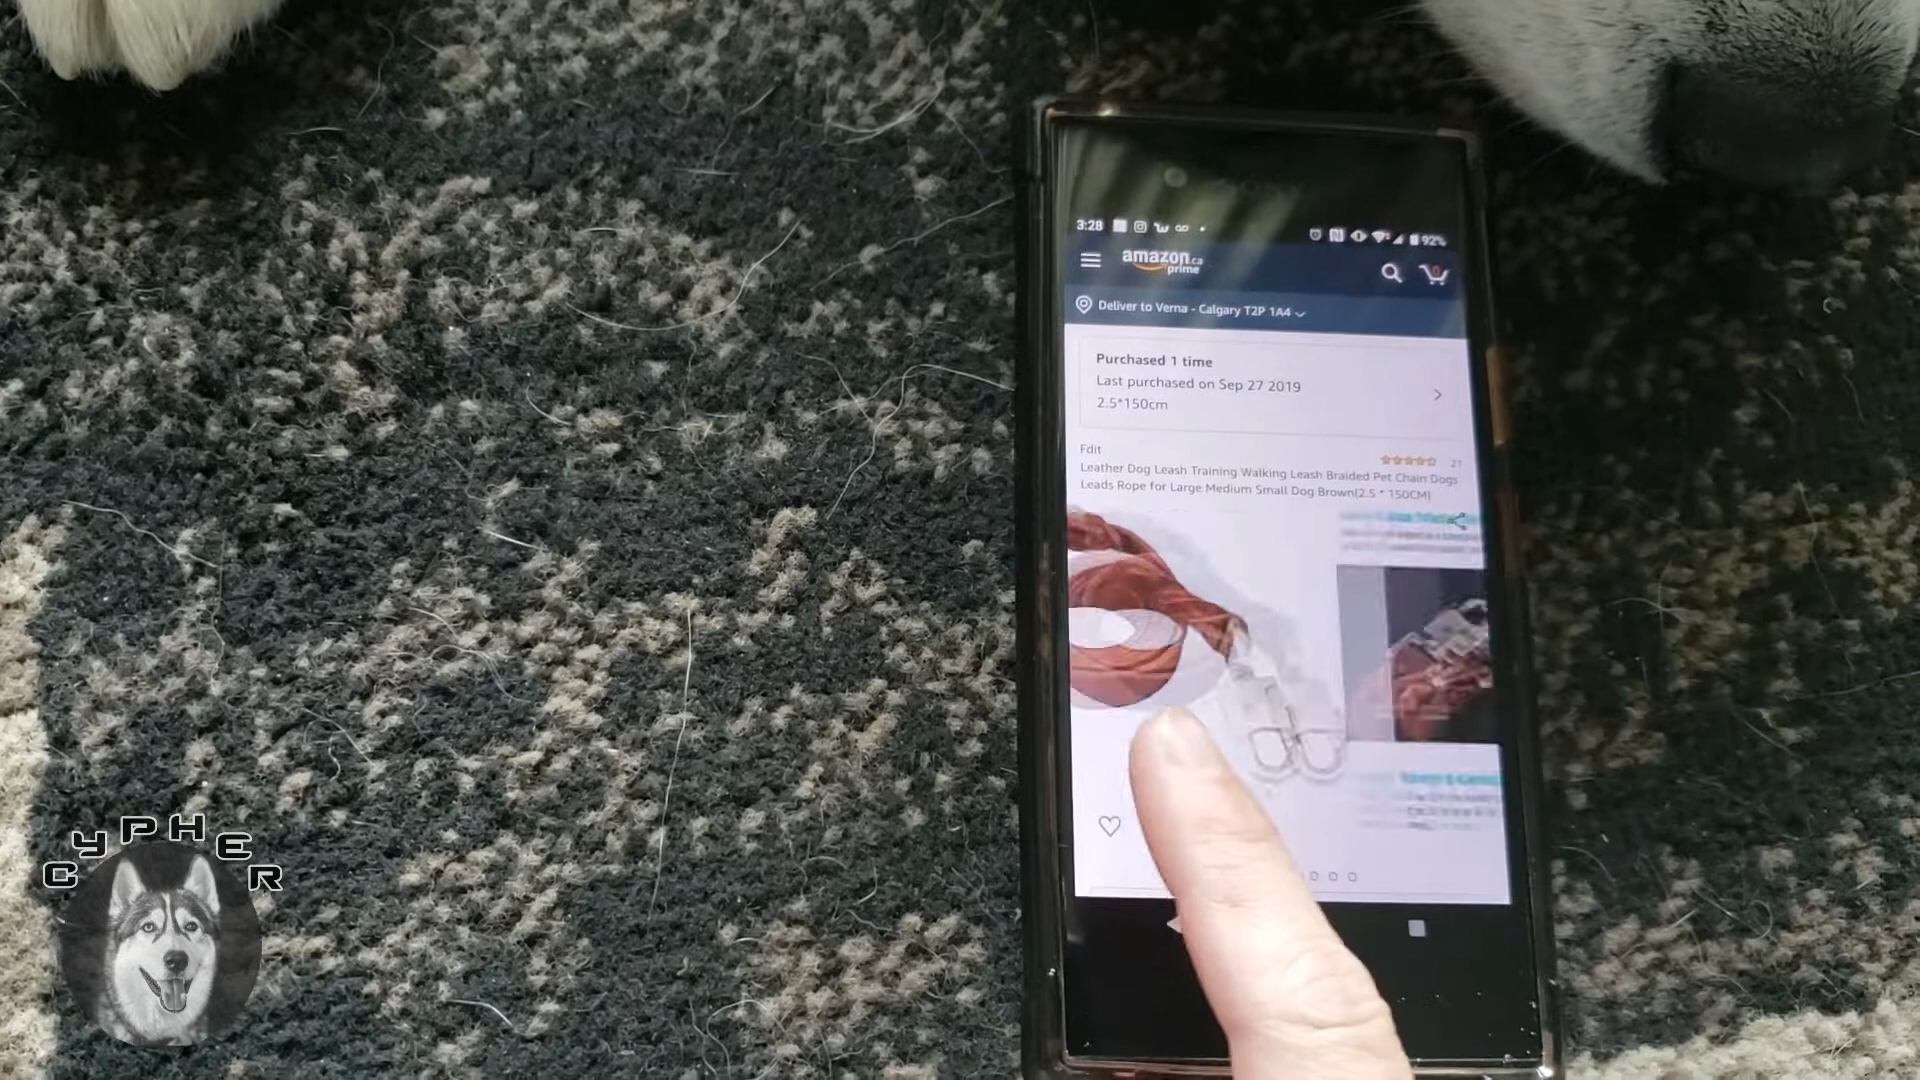 3:28
92%
amazon.ca
prime
Deliver to Verna - Calgary T2P 1A4
Purchased 1 time
Last purchased on Sep 27 2019
2.5*150cm
Edit
21
Leather Dog Leash Training Walking Leash Braided Pet Chain Dogs
Leads Rope for Large Medium Small Dog Brown(2.5 * 150CM)
CYPHER